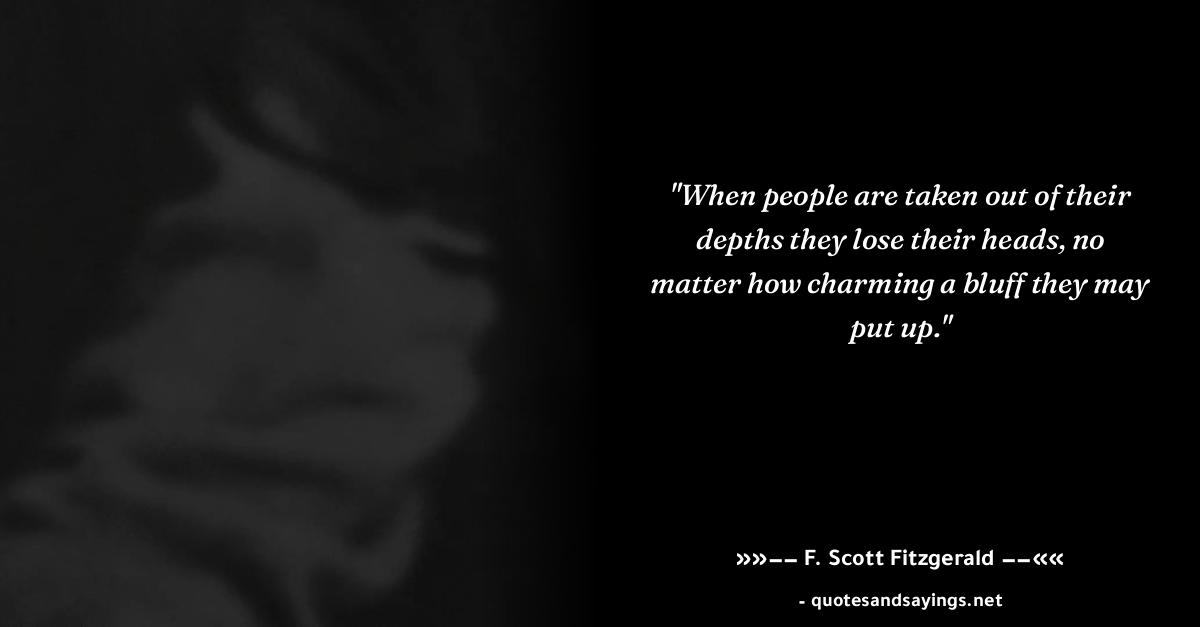 "When people are taken out of their
depths they lose their heads, no
matter how charming a bluff they may
put up."
»»−− F. Scott Fitzgerald −−««
- quotesandsayings.net